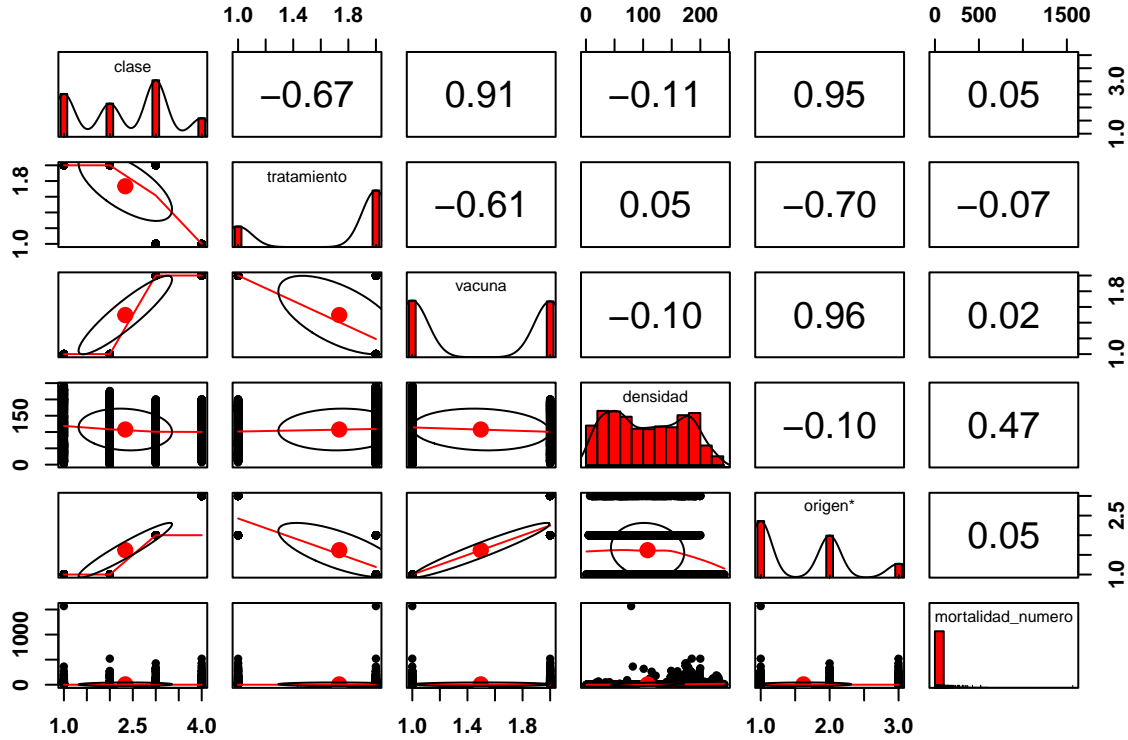 1.0 1.4 1.8 0 50 100 200 0 500 1500
clase −0.67 0.91 −0.11 0.95 0.05 1.0 3.0
1.0 1.8 tratamiento −0.61 0.05 −0.70 −0.07
vacuna −0.10 0.96 0.02 1.0 1.8
0 150 densidad −0.10 0.47
origen* 0.05 1.0 2.5
0 1000 mortalidad_numero
1.0 2.5 4.0 1.0 1.4 1.8 1.0 2.0 3.0